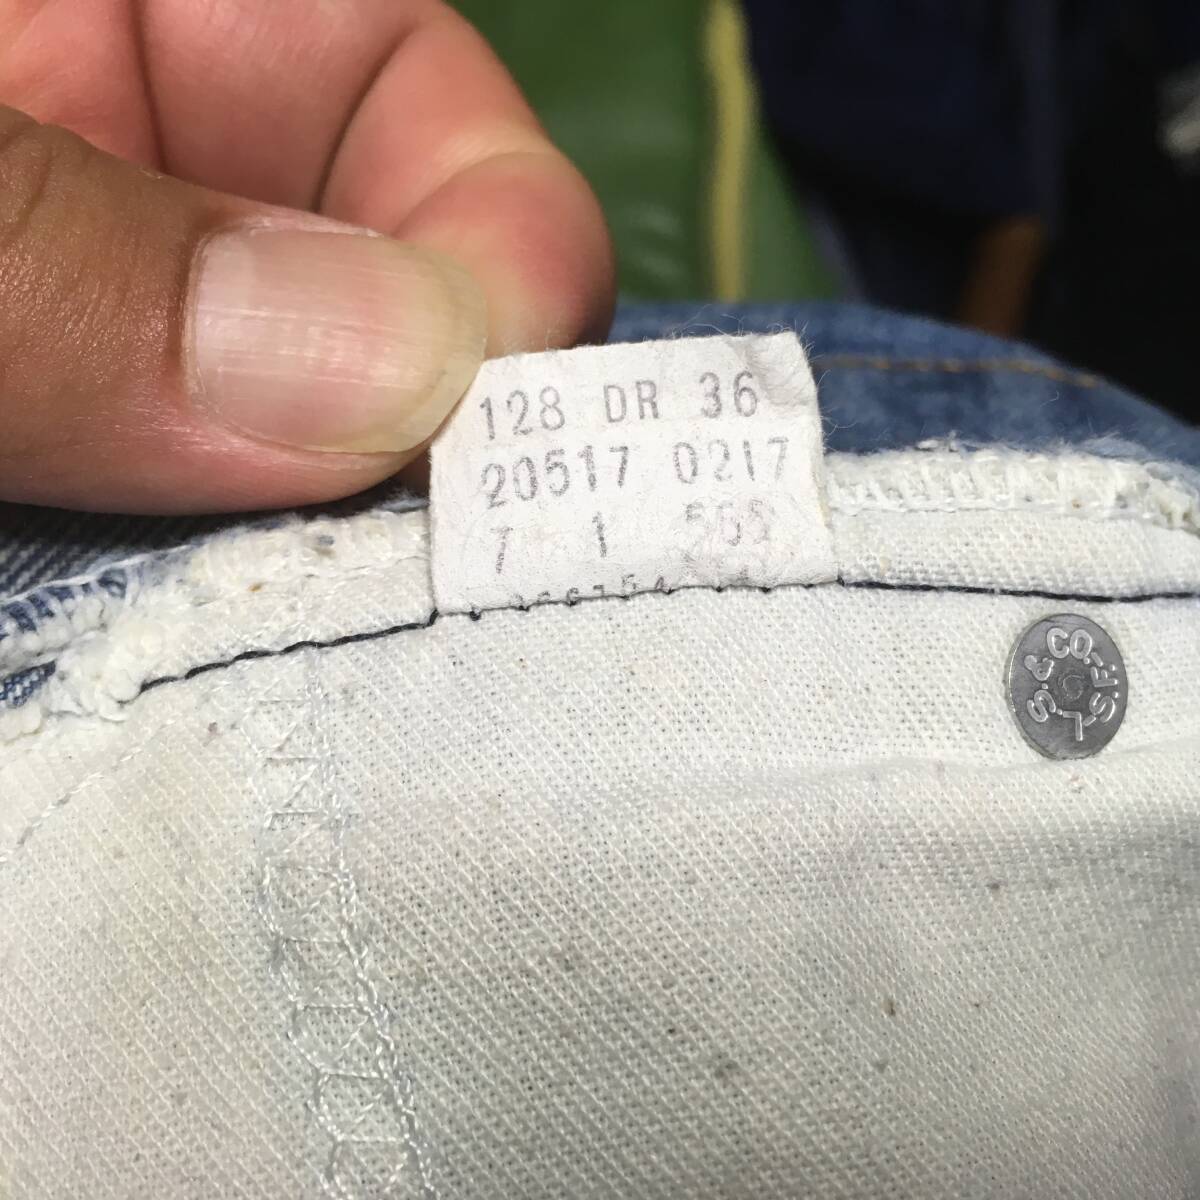 128 DR 36
20517 0217
7 1 555
L.S.&CO.-S.F.-